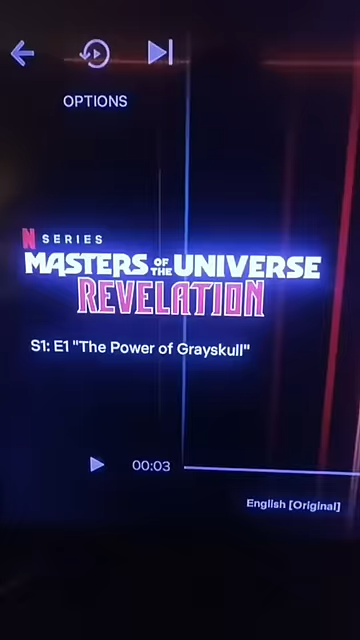 OPTIONS
N SERIES
MASTERS OF THE UNIVERSE
REVELATION
S1: E1 "The Power of Grayskull"
00:03
English [Original]